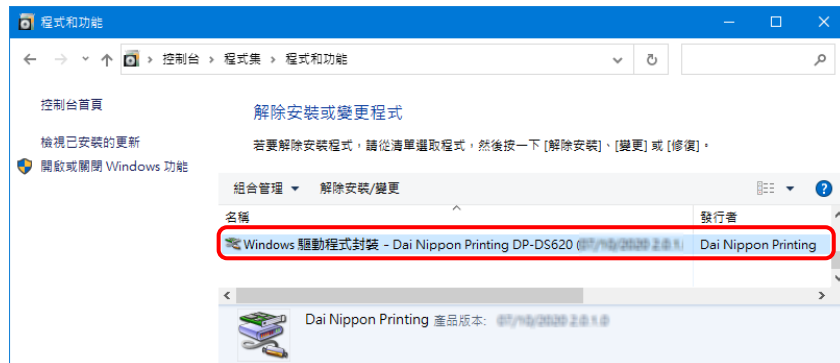 程式和功能
控制台 › 程式集 › 程式和功能
控制台首頁
檢視已安裝的更新
開啟或關閉 Windows 功能
解除安裝或變更程式
若要解除安裝程式，請從清單選取程式，然後按一下 [解除安裝]、[變更] 或 [修復]。
組合管理 解除安裝/變更
名稱 發行者
Windows 驅動程式封裝 - Dai Nippon Printing DP-DS620 ( Dai Nippon Printing
Dai Nippon Printing 產品版本: